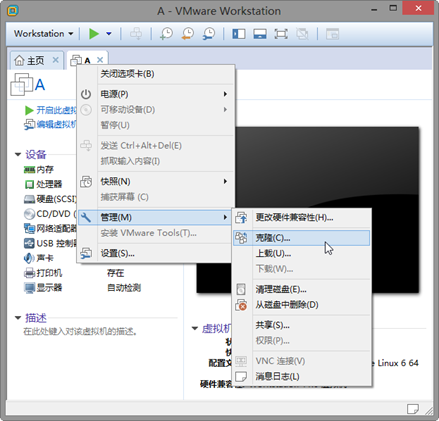 A - VMware Workstation
Workstation
主页
A
A
关闭选项卡(B)
开启此虚拟
编辑虚拟机
电源(P)
可移动设备(D)
暂停(U)
发送 Ctrl+Alt+Del(E)
抓取输入内容(I)
快照(N)
捕获屏幕 (C)
管理(M)
安装 VMware Tools(T)...
设置(S)...
设备
内存
处理器
硬盘(SCSI)
CD/DVD (
网络适配器
USB 控制器
声卡
打印机
存在
显示器
自动检测
更改硬件兼容性(H)...
克隆(C)...
上载(U)...
下载(W)...
清理磁盘(E)...
从磁盘中删除(D)
共享(S)...
权限(P)...
VNC 连接(V)
消息日志(L)
描述
在此处键入对该虚拟机的描述。
虚拟机
状
快
配置文
e Linux 6 64
硬件兼容